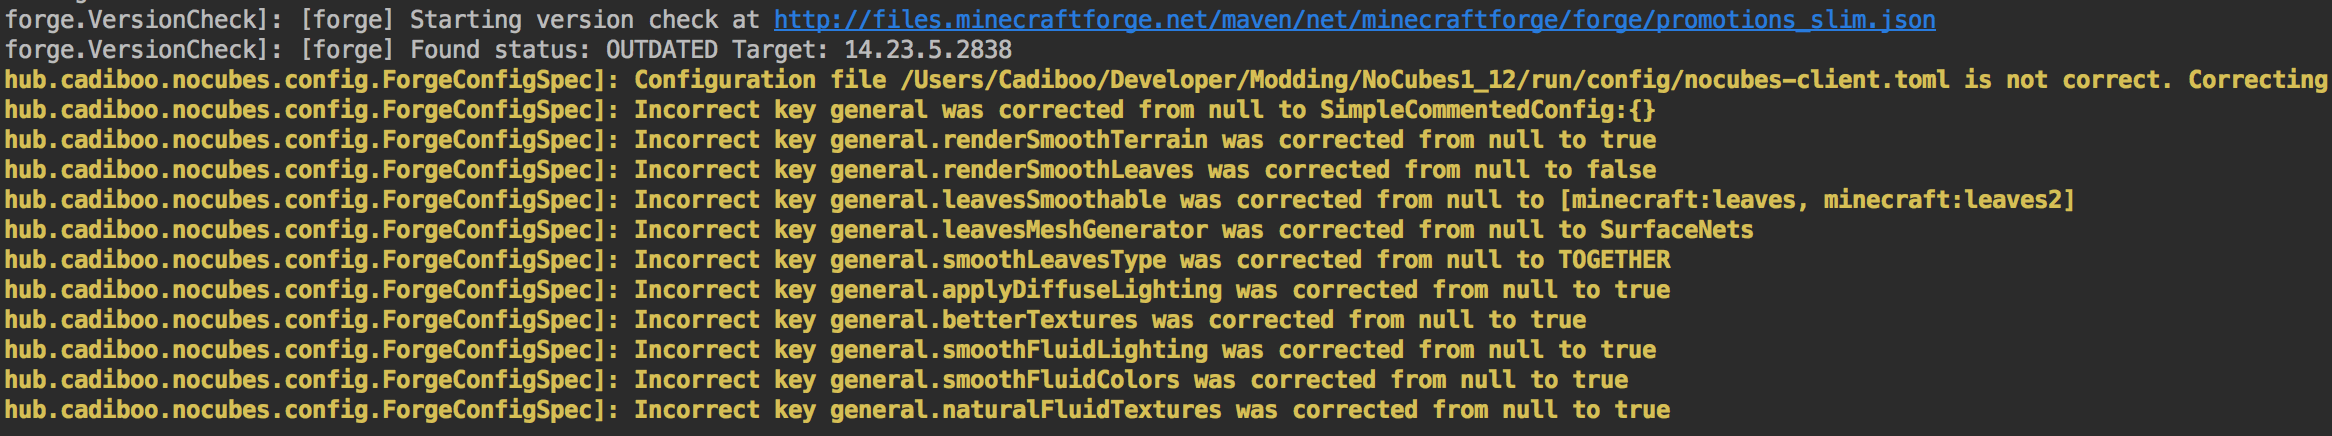 forge.VersionCheck]: [forge] Starting version check at http://files.minecraftforge.net/maven/net/minecraftforge/forge/promotions_slim.json
forge.VersionCheck]: [forge] Found status: OUTDATED Target: 14.23.5.2838
hub.cadiboo.nocubes.config.ForgeConfigSpec]: Configuration file /Users/Cadiboo/Developer/Modding/NoCubes1_12/run/config/nocubes-client.toml is not correct. Correcting
hub.cadiboo.nocubes.config.ForgeConfigSpec]: Incorrect key general was corrected from null to SimpleCommentedConfig:{}
hub.cadiboo.nocubes.config.ForgeConfigSpec]: Incorrect key general.renderSmoothTerrain was corrected from null to true
hub.cadiboo.nocubes.config.ForgeConfigSpec]: Incorrect key general.renderSmoothLeaves was corrected from null to false
hub.cadiboo.nocubes.config.ForgeConfigSpec]: Incorrect key general.leavesSmoothable was corrected from null to [minecraft:leaves, minecraft:leaves2]
hub.cadiboo.nocubes.config.ForgeConfigSpec]: Incorrect key general.leavesMeshGenerator was corrected from null to SurfaceNets
hub.cadiboo.nocubes.config.ForgeConfigSpec]: Incorrect key general.smoothLeavesType was corrected from null to TOGETHER
hub.cadiboo.nocubes.config.ForgeConfigSpec]: Incorrect key general.applyDiffuseLighting was corrected from null to true
hub.cadiboo.nocubes.config.ForgeConfigSpec]: Incorrect key general.betterTextures was corrected from null to true
hub.cadiboo.nocubes.config.ForgeConfigSpec]: Incorrect key general.smoothFluidLighting was corrected from null to true
hub.cadiboo.nocubes.config.ForgeConfigSpec]: Incorrect key general.smoothFluidColors was corrected from null to true
hub.cadiboo.nocubes.config.ForgeConfigSpec]: Incorrect key general.naturalFluidTextures was corrected from null to true